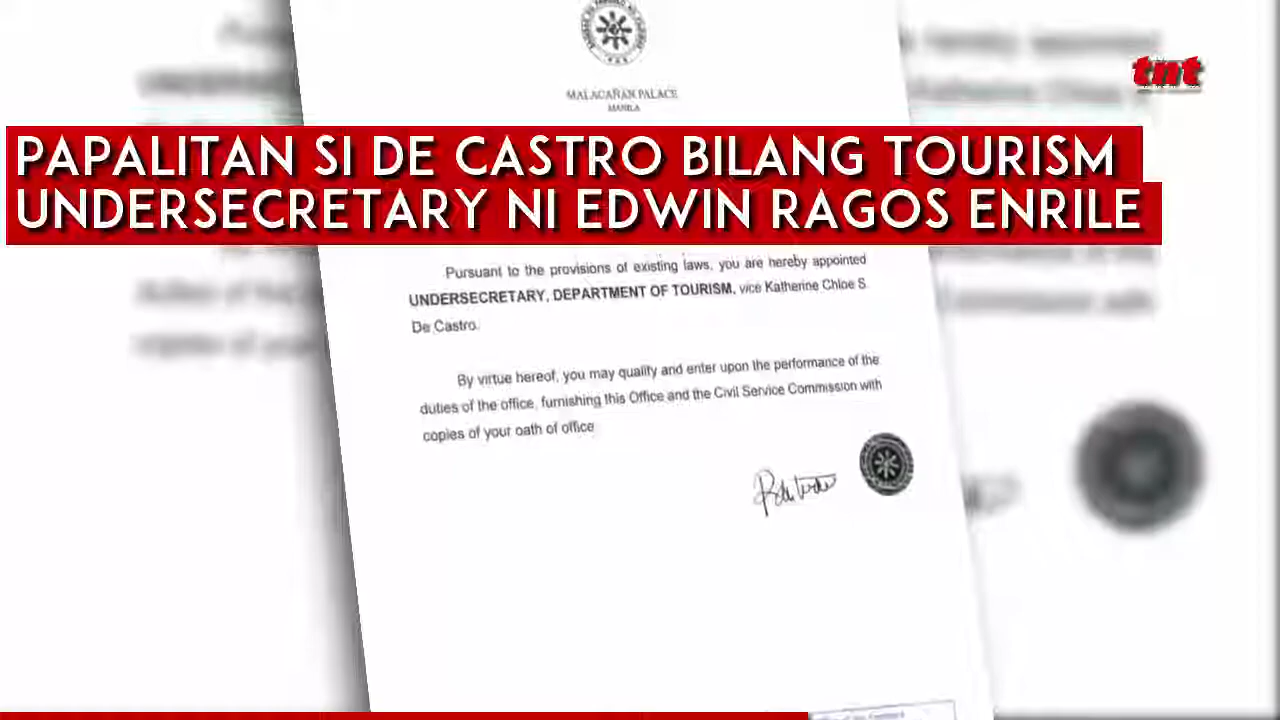 MALACAÑAN PALACE
MANILA
tnt
PAPALITAN SI DE CASTRO BILANG TOURISM
UNDERSECRETARY NI EDWIN RAGOS ENRILE
Pursuant to the provisions of existing laws, you are hereby appointed
UNDERSECRETARY, DEPARTMENT OF TOURISM, vice Katherine Chloe S.
De Castro.
By virtue hereof, you may qualify and enter upon the performance of the
duties of the office, furnishing this Office and the Civil Service Commission with
copies of your oath of office